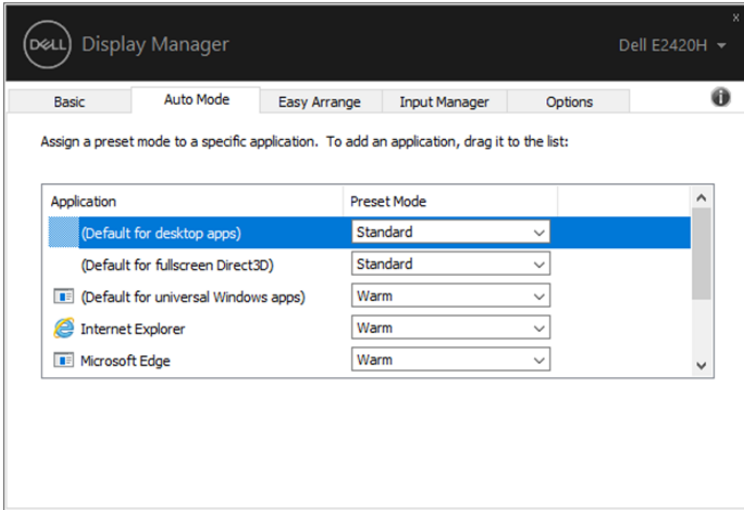 x
DELL Display Manager Dell E2420H
Basic Auto Mode Easy Arrange Input Manager Options
Assign a preset mode to a specific application. To add an application, drag it to the list:
Application Preset Mode
(Default for desktop apps) Standard
(Default for fullscreen Direct3D) Standard
(Default for universal Windows apps) Warm
Internet Explorer Warm
Microsoft Edge Warm